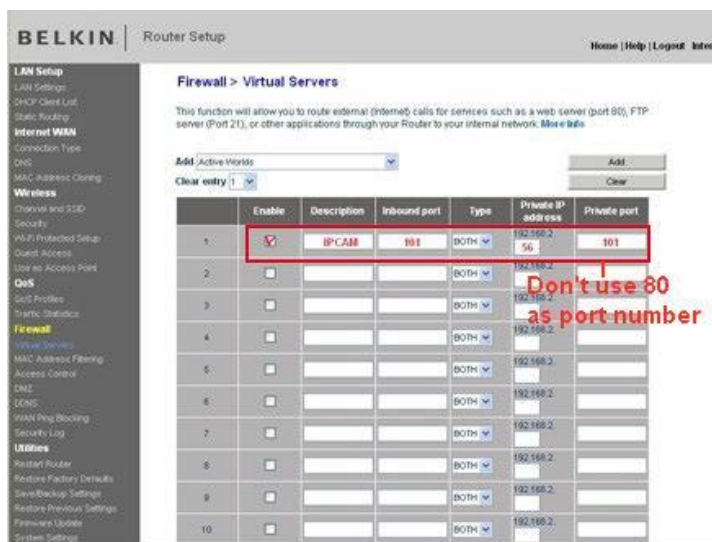 BELKIN | Router Setup
Home | Help | Logout Inter
LAN Setup
LAN Settings
DHCP Client List
Static Routing
Internet WAN
Connection Type
DNS
MAC Address Cloning
Wireless
Channel and SSID
Security
Wi-Fi Protected Setup
Guest Access
Use as Access Point
QoS
QoS Profiles
Traffic Statistics
Firewall
Virtual Servers
MAC Address Filtering
Access Control
DMZ
DDNS
WAN Ping Blocking
Security Log
Utilities
Restart Router
Restore Factory Defaults
Save/Backup Settings
Restore Previous Settings
Firmware Update
System Settings
Firewall > Virtual Servers
This function will allow you to route external (Internet) calls for services such as a web server (port 80), FTP
server (Port 21), or other applications through your Router to your internal network. More Info
Add Active Worlds Add
Clear entry 1 Clear
Enable Description Inbound port Type Private IP address Private port
1 IPCAM 101 BOTH 192.168.2. 56 101
2 BOTH 192.168.2.
Don't use 80
as port number
3 BOTH 192.168.2.
4 BOTH 192.168.2.
5 BOTH 192.168.2.
6 BOTH 192.168.2.
7 BOTH 192.168.2.
8 BOTH 192.168.2.
9 BOTH 192.168.2.
10 BOTH 192.168.2.